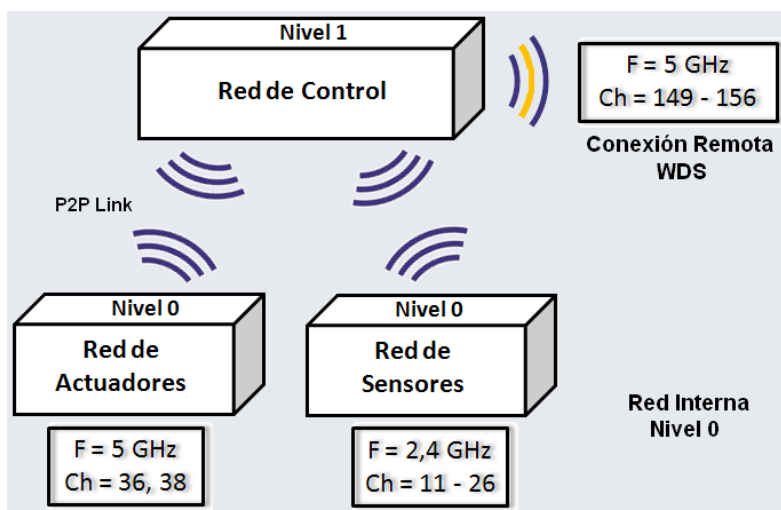 Nivel 1
Red de Control
F = 5 GHz
Ch = 149 - 156
Conexión Remota
WDS
P2P Link
Nivel 0
Red de
Actuadores
Nivel 0
Red de
Sensores
F = 5 GHz
Ch = 36, 38
F = 2,4 GHz
Ch = 11 - 26
Red Interna
Nivel 0